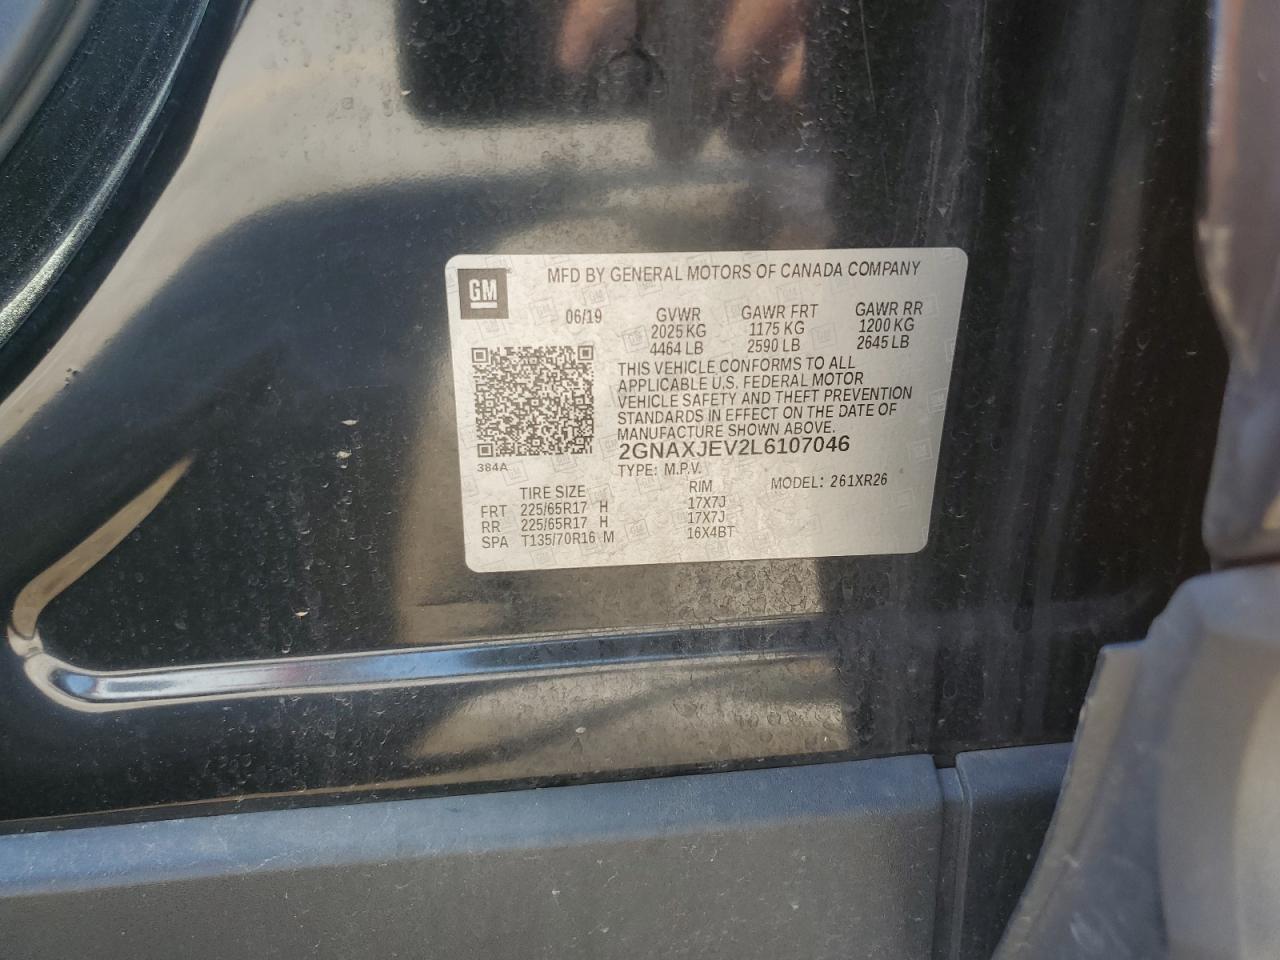 GM
MFD BY GENERAL MOTORS OF CANADA COMPANY
06/19 GVWR GAWR FRT GAWR RR
2025 KG 1175 KG 1200 KG
4464 LB 2590 LB 2645 LB
THIS VEHICLE CONFORMS TO ALL
APPLICABLE U.S. FEDERAL MOTOR
VEHICLE SAFETY AND THEFT PREVENTION
STANDARDS IN EFFECT ON THE DATE OF
MANUFACTURE SHOWN ABOVE.
2GNAXJEV2L6107046
384A TYPE: M.P.V. MODEL: 261XR26
TIRE SIZE RIM
FRT 225/65R17 H 17X7J
RR 225/65R17 H 17X7J
SPA T135/70R16 M 16X4BT